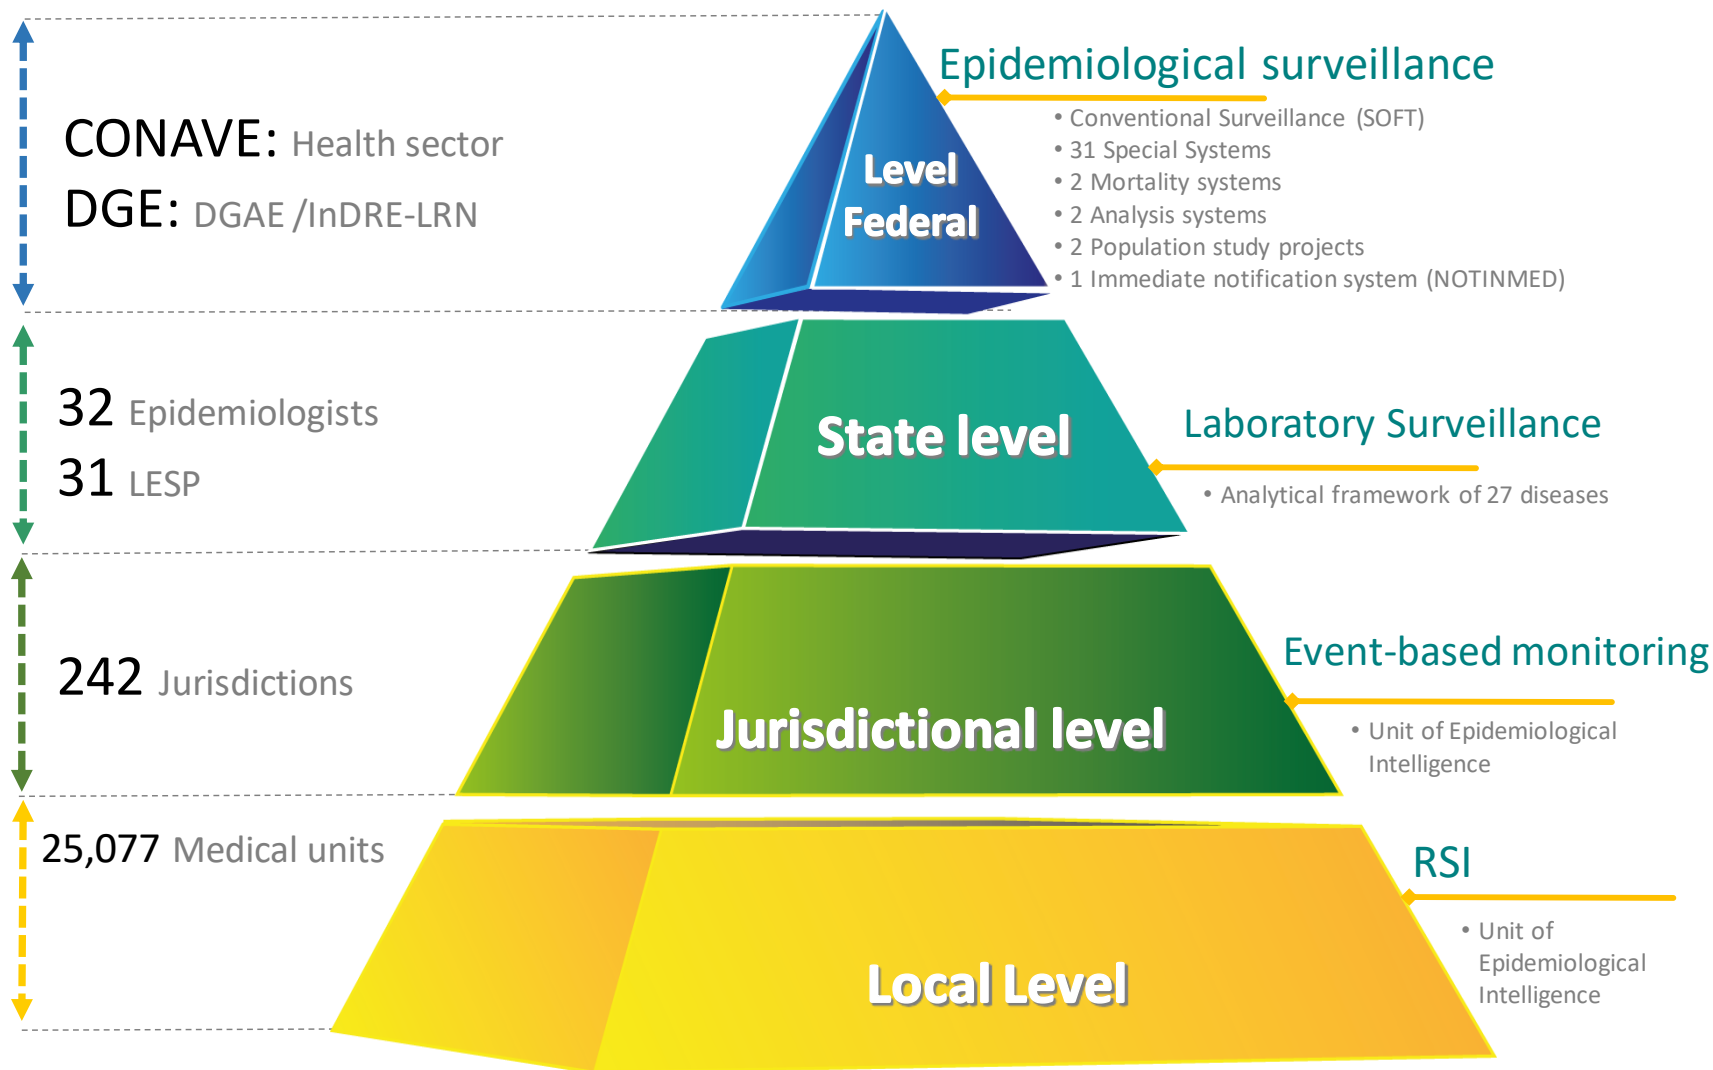 CONAVE: Health sector
DGE: DGAE /InDRE-LRN
Level
Federal
Epidemiological surveillance
• Conventional Surveillance (SOFT)
• 31 Special Systems
• 2 Mortality systems
• 2 Analysis systems
• 2 Population study projects
• 1 Immediate notification system (NOTINMED)
32 Epidemiologists
31 LESP
State level
Laboratory Surveillance
• Analytical framework of 27 diseases
242 Jurisdictions
Jurisdictional level
Event-based monitoring
• Unit of Epidemiological
Intelligence
25,077 Medical units
Local Level
RSI
• Unit of
Epidemiological
Intelligence